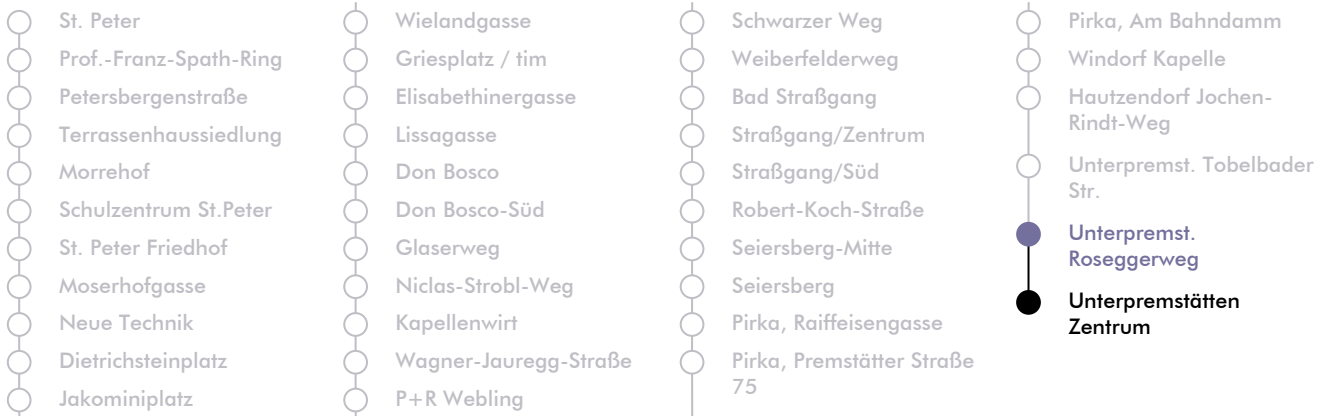 St. Peter
Prof.-Franz-Spath-Ring
Petersbergenstraße
Terrassenhaussiedlung
Morrehof
Schulzentrum St.Peter
St. Peter Friedhof
Moserhofgasse
Neue Technik
Dietrichsteinplatz
Jakominiplatz
Wielandgasse
Griesplatz / tim
Elisabethinergasse
Lissagasse
Don Bosco
Don Bosco-Süd
Glaserweg
Niclas-Strobl-Weg
Kapellenwirt
Wagner-Jauregg-Straße
P+R Webling
Schwarzer Weg
Weiberfelderweg
Bad Straßgang
Straßgang/Zentrum
Straßgang/Süd
Robert-Koch-Straße
Seiersberg-Mitte
Seiersberg
Pirka, Raiffeisengasse
Pirka, Premstätter Straße
75
Pirka, Am Bahndamm
Windorf Kapelle
Hautzendorf Jochen-
Rindt-Weg
Unterpremst. Tobelbader
Str.
Unterpremst.
Roseggerweg
Unterpremstätten
Zentrum